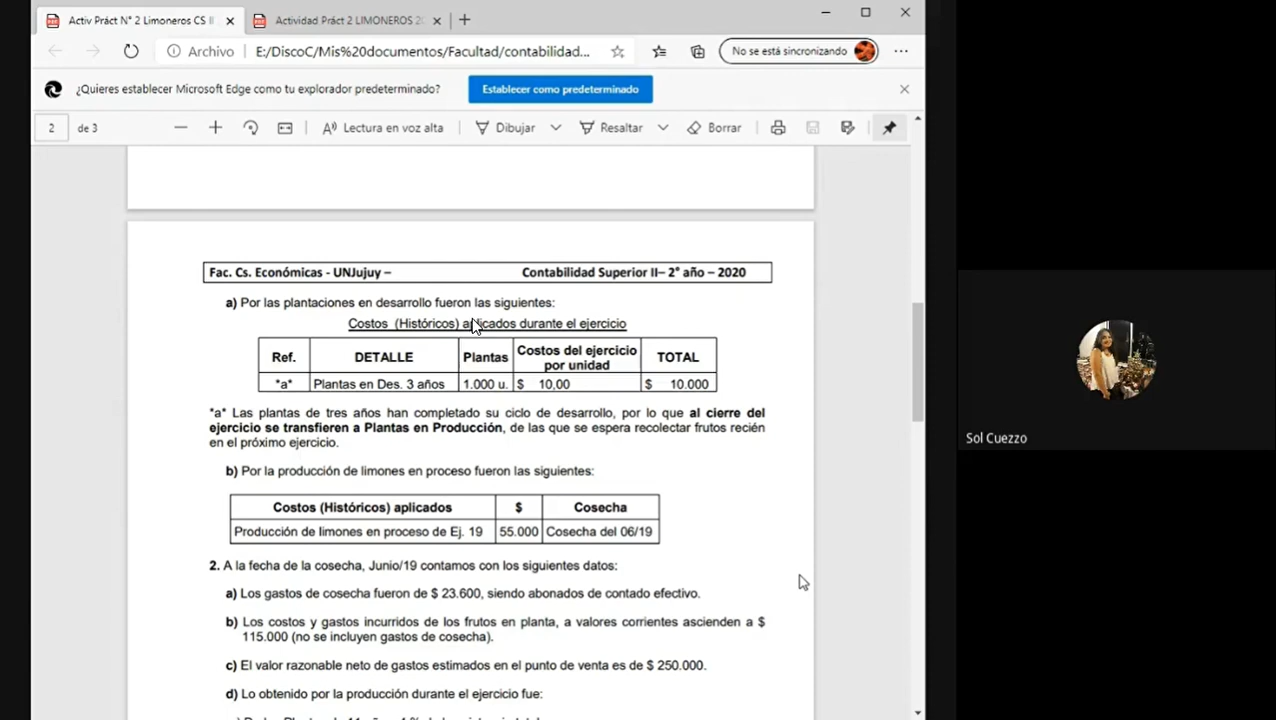 Activ Práct N° 2 Limoneros CS II
Actividad Práct 2 LIMONEROS 20
Archivo
E:/DiscoC/Mis%20documentos/Facultad/contabilidad...
No se está sincronizando
¿Quieres establecer Microsoft Edge como tu explorador predeterminado?
Establecer como predeterminado
2 de 3
Lectura en voz alta
Dibujar
Resaltar
Borrar
Fac. Cs. Económicas - UNJujuy – Contabilidad Superior II– 2° año – 2020
a) Por las plantaciones en desarrollo fueron las siguientes:
Costos (Históricos) aplicados durante el ejercicio
Ref. DETALLE Plantas Costos del ejercicio por unidad TOTAL
*a* Plantas en Des. 3 años 1.000 u. $ 10,00 $ 10.000
*a* Las plantas de tres años han completado su ciclo de desarrollo, por lo que al cierre del
ejercicio se transfieren a Plantas en Producción, de las que se espera recolectar frutos recién
en el próximo ejercicio.
b) Por la producción de limones en proceso fueron las siguientes:
Costos (Históricos) aplicados $ Cosecha
Producción de limones en proceso de Ej. 19 55.000 Cosecha del 06/19
2. A la fecha de la cosecha, Junio/19 contamos con los siguientes datos:
a) Los gastos de cosecha fueron de $ 23.600, siendo abonados de contado efectivo.
b) Los costos y gastos incurridos de los frutos en planta, a valores corrientes ascienden a $
115.000 (no se incluyen gastos de cosecha).
c) El valor razonable neto de gastos estimados en el punto de venta es de $ 250.000.
d) Lo obtenido por la producción durante el ejercicio fue:
Sol Cuezzo